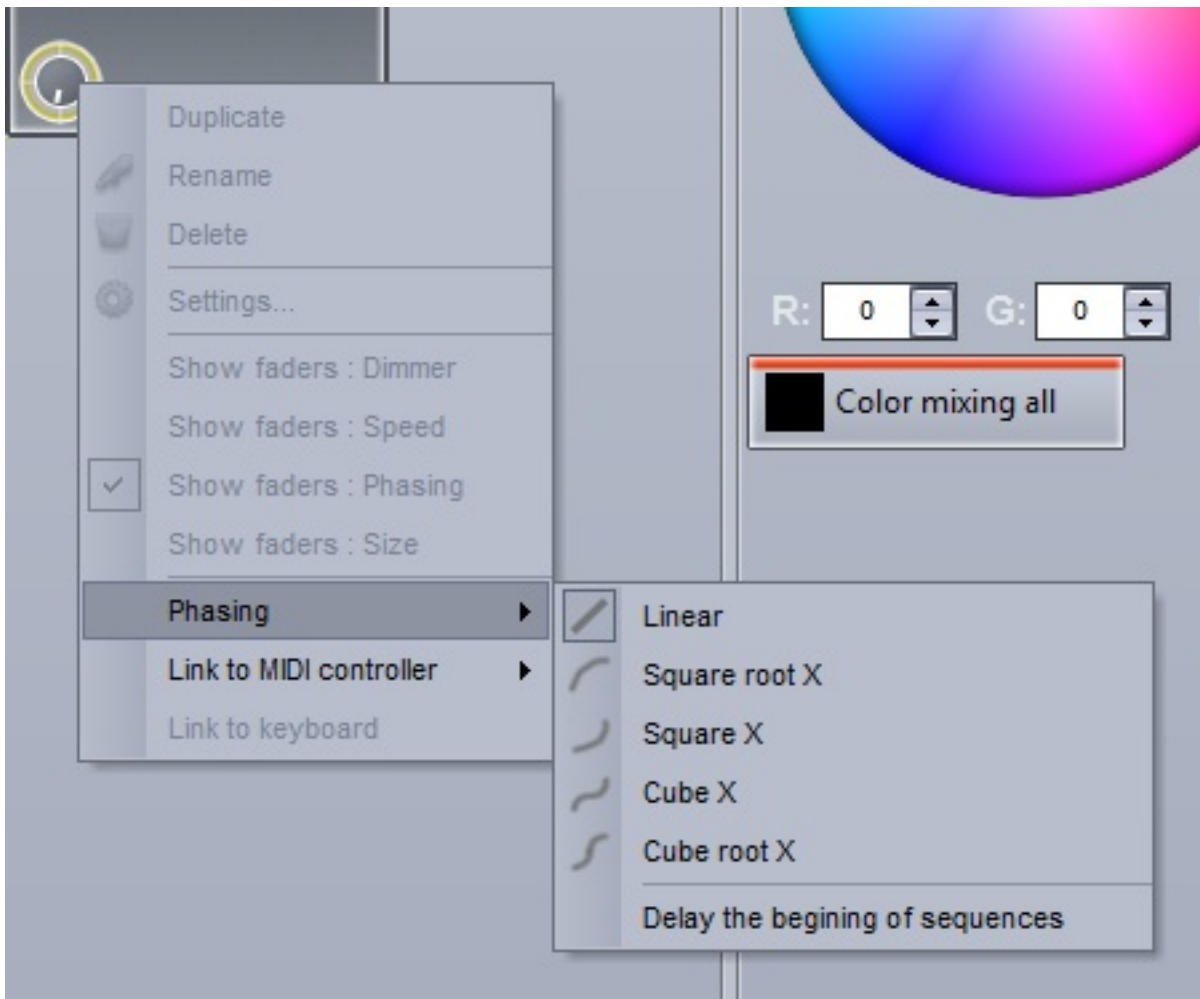 Duplicate
Rename
Delete
Settings...
Show faders : Dimmer
Show faders : Speed
Show faders : Phasing
Show faders : Size
Phasing
Link to MIDI controller
Link to keyboard
R: 0 G: 0
Color mixing all
Linear
Square root X
Square X
Cube X
Cube root X
Delay the begining of sequences